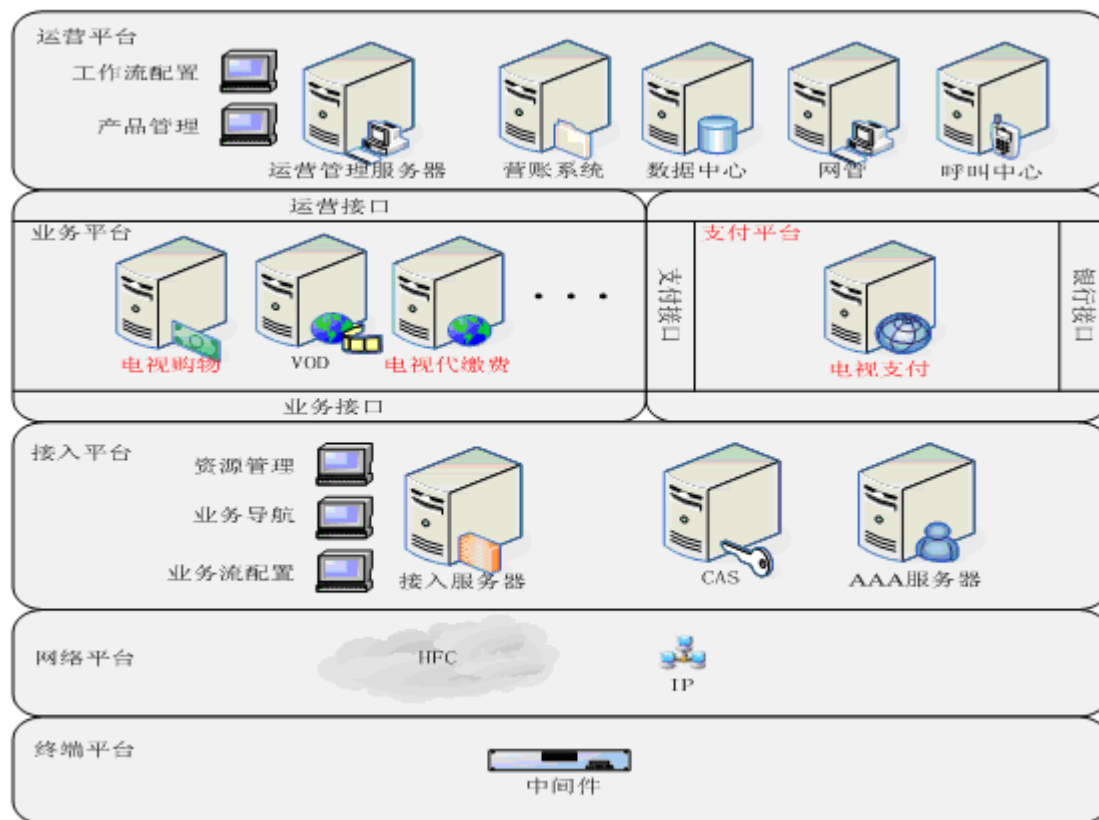 运营平台
工作流配置
产品管理
运营管理服务器
营账系统
数据中心
网管
呼叫中心
运营接口
业务平台
电视购物
VOD
电视代缴费
...
支付接口
支付平台
电视支付
银行接口
业务接口
接入平台
资源管理
业务导航
业务流配置
接入服务器
CAS
AAA服务器
网络平台
HFC
IP
终端平台
中间件